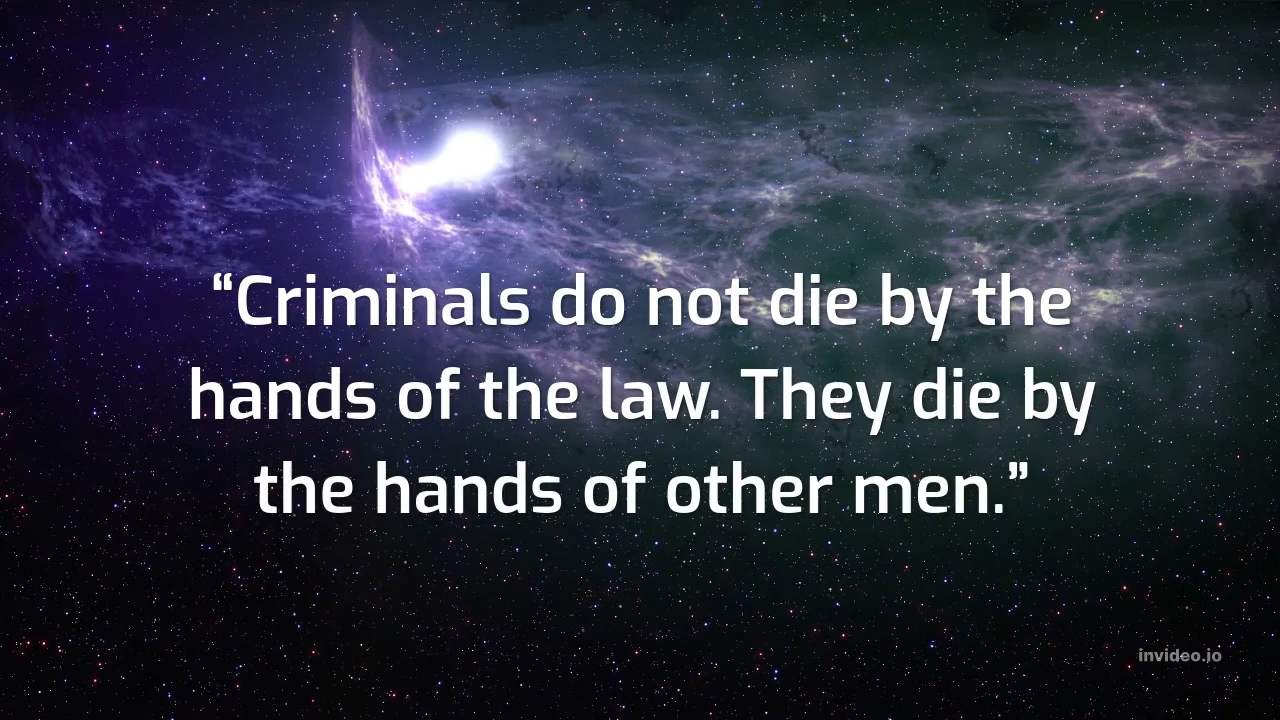 “Criminals do not die by the
hands of the law. They die by
the hands of other men.”
invideo.io